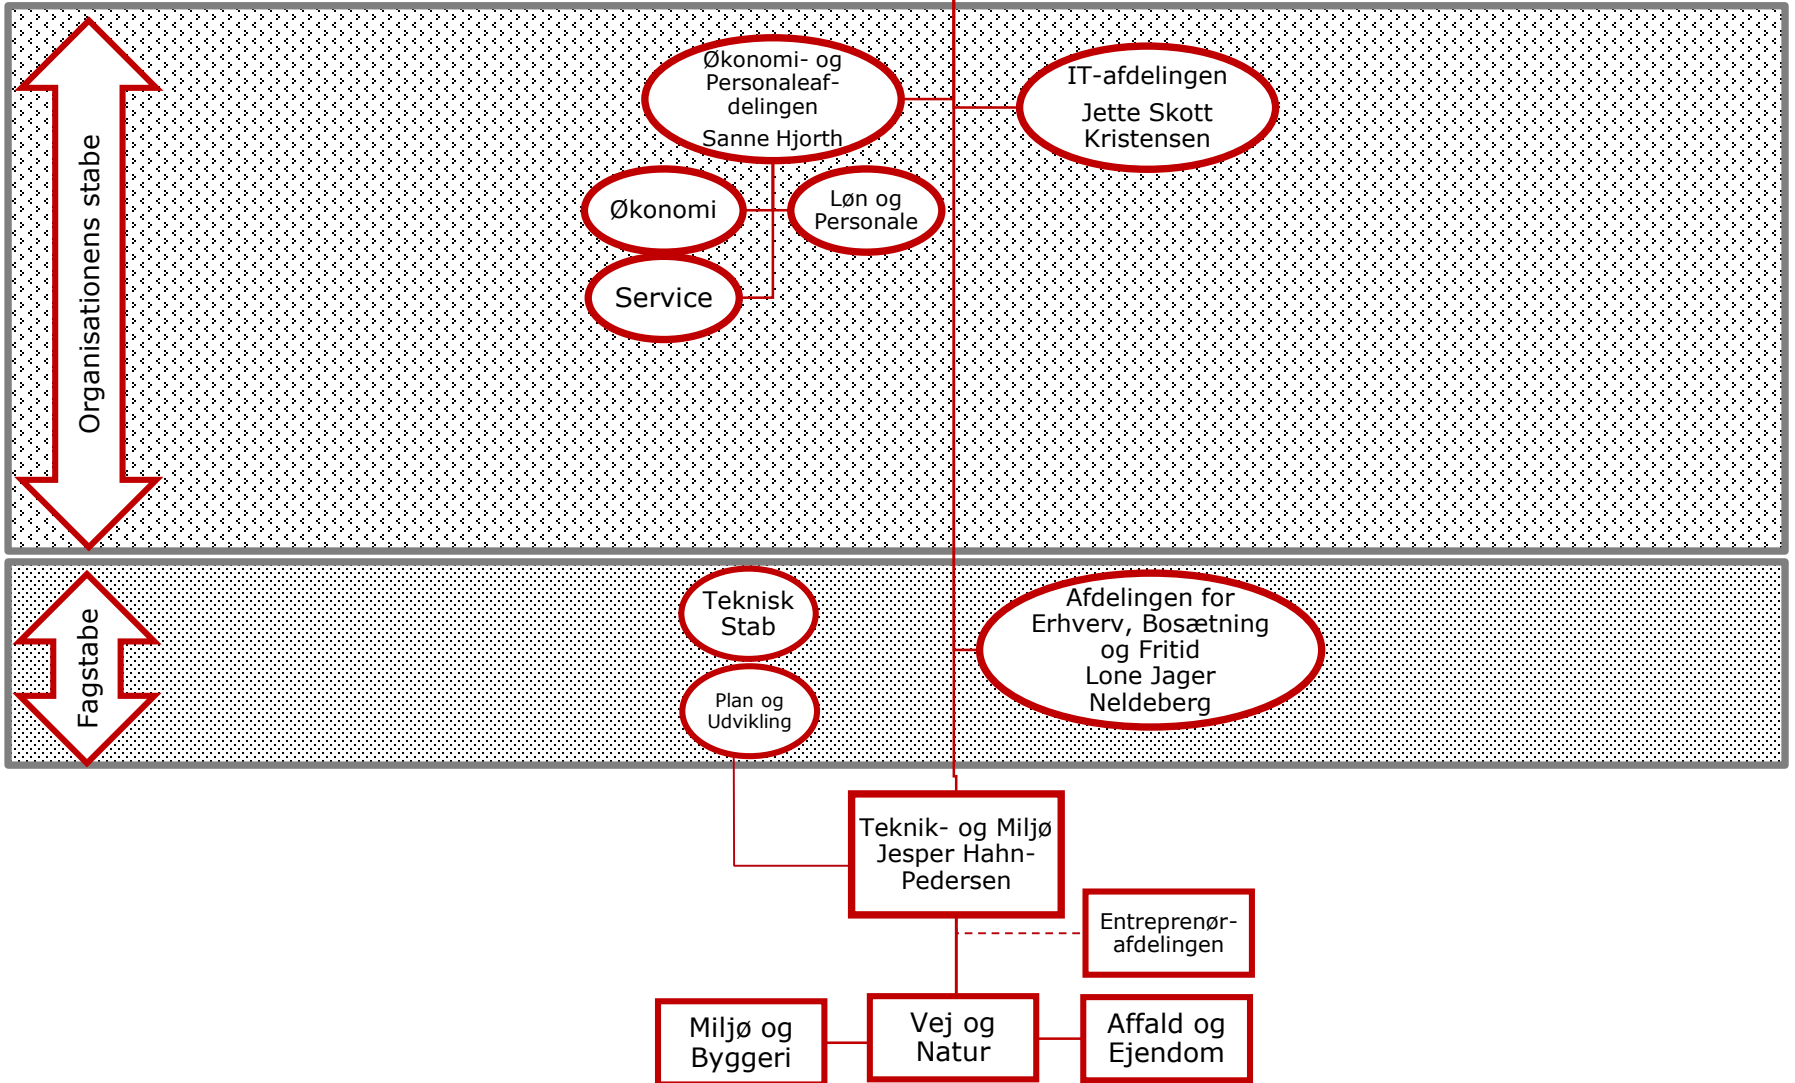 Organisationens stabe
Økonomi- og
Personaleaf-
delingen
Sanne Hjorth
IT-afdelingen
Jette Skott
Kristensen
Økonomi
Løn og
Personale
Service
Fagstabe
Teknisk
Stab
Plan og
Udvikling
Afdelingen for
Erhverv, Bosætning
og Fritid
Lone Jager
Neldeberg
Teknik- og Miljø
Jesper Hahn-
Pedersen
Entreprenør-
afdelingen
Miljø og
Byggeri
Vej og
Natur
Affald og
Ejendom